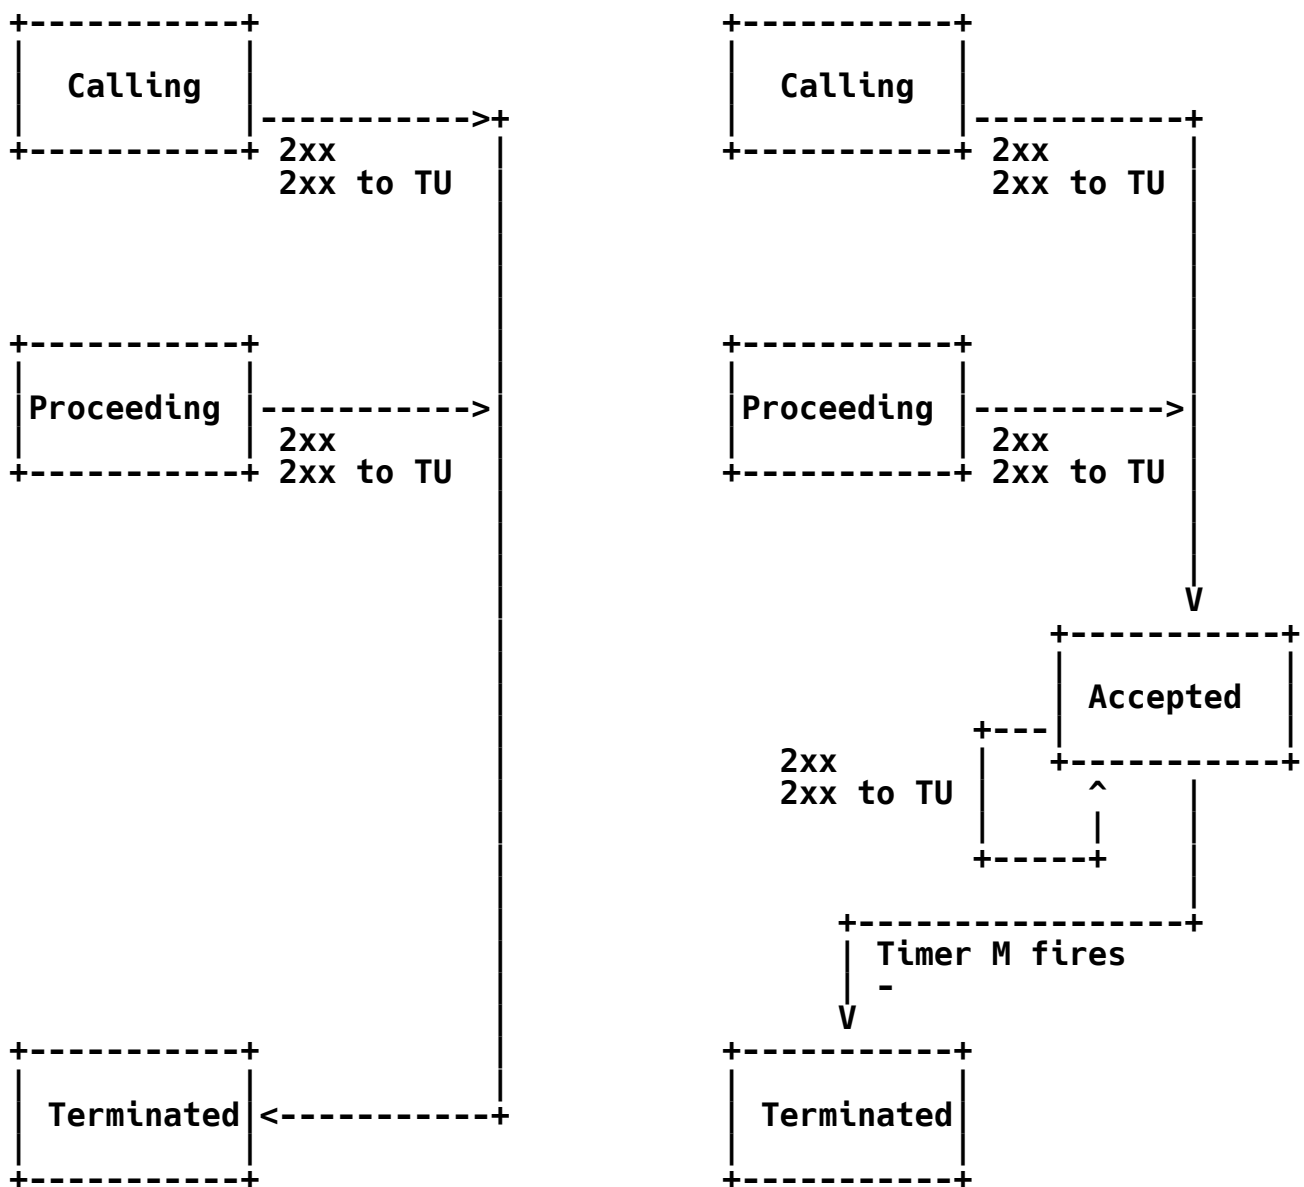 Calling
2xx
2xx to TU
Proceeding
2xx
2xx to TU
Terminated
Calling
2xx
2xx to TU
Proceeding
2xx
2xx to TU
Accepted
2xx
2xx to TU
Timer M fires
-
Terminated